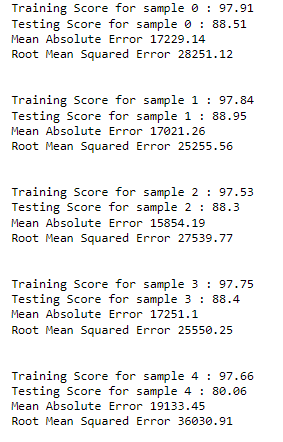 Training Score for sample 0 : 97.91
Testing Score for sample 0 : 88.51
Mean Absolute Error 17229.14
Root Mean Squared Error 28251.12
Training Score for sample 1 : 97.84
Testing Score for sample 1 : 88.95
Mean Absolute Error 17021.26
Root Mean Squared Error 25255.56
Training Score for sample 2 : 97.53
Testing Score for sample 2 : 88.3
Mean Absolute Error 15854.19
Root Mean Squared Error 27539.77
Training Score for sample 3 : 97.75
Testing Score for sample 3 : 88.4
Mean Absolute Error 17251.1
Root Mean Squared Error 25550.25
Training Score for sample 4 : 97.66
Testing Score for sample 4 : 80.06
Mean Absolute Error 19133.45
Root Mean Squared Error 36030.91